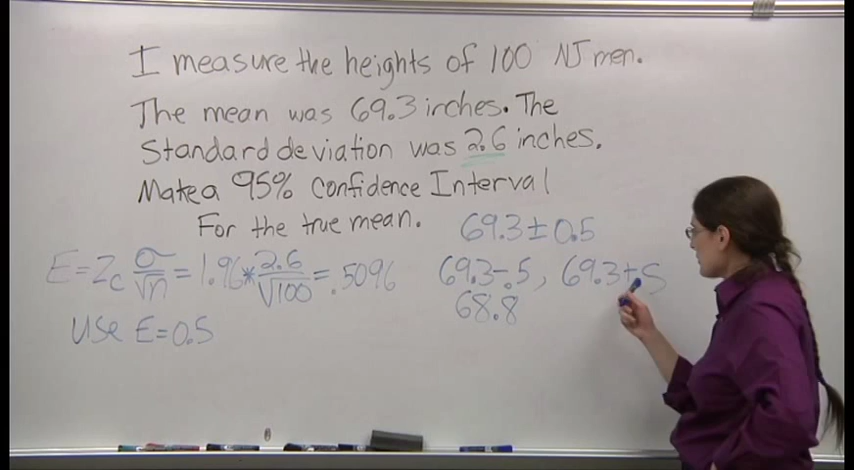 I measure the heights of 100 NJ men.
The mean was 69.3 inches. The
Standard deviation was 2.6 inches.
Make a 95% Confidence Interval
For the true mean.
69.3 ± 0.5
E = Zc σ/√n = 1.96 * 2.6/√100 = .5096
69.3-.5, 69.3+.5
68.8
use E=0.5